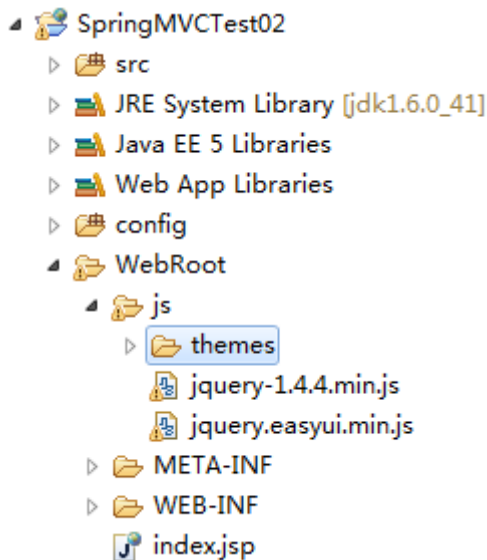 SpringMVCTest02
src
JRE System Library [jdk1.6.0_41]
Java EE 5 Libraries
Web App Libraries
config
WebRoot
js
themes
jquery-1.4.4.min.js
jquery.easyui.min.js
META-INF
WEB-INF
index.jsp